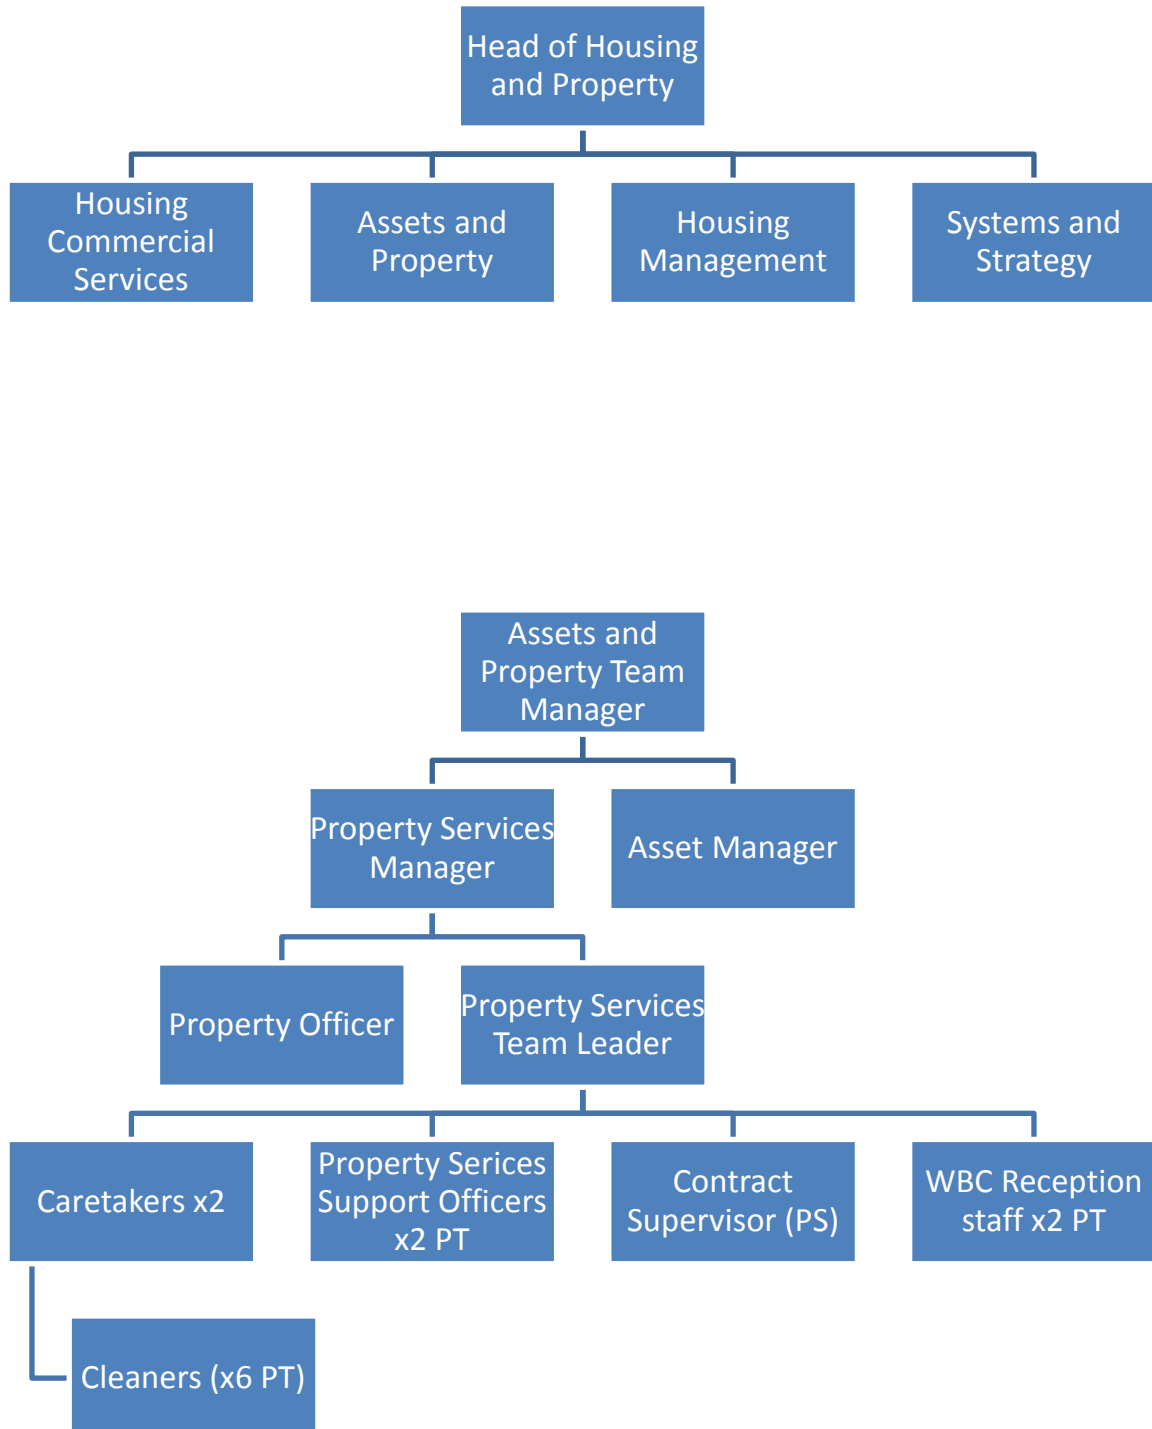 Head of Housing
and Property
Housing
Commercial
Services
Assets and
Property
Housing
Management
Systems and
Strategy
Assets and
Property Team
Manager
Property Services
Manager
Asset Manager
Property Officer
Property Services
Team Leader
Caretakers x2
Property Serices
Support Officers
x2 PT
Contract
Supervisor (PS)
WBC Reception
staff x2 PT
Cleaners (x6 PT)